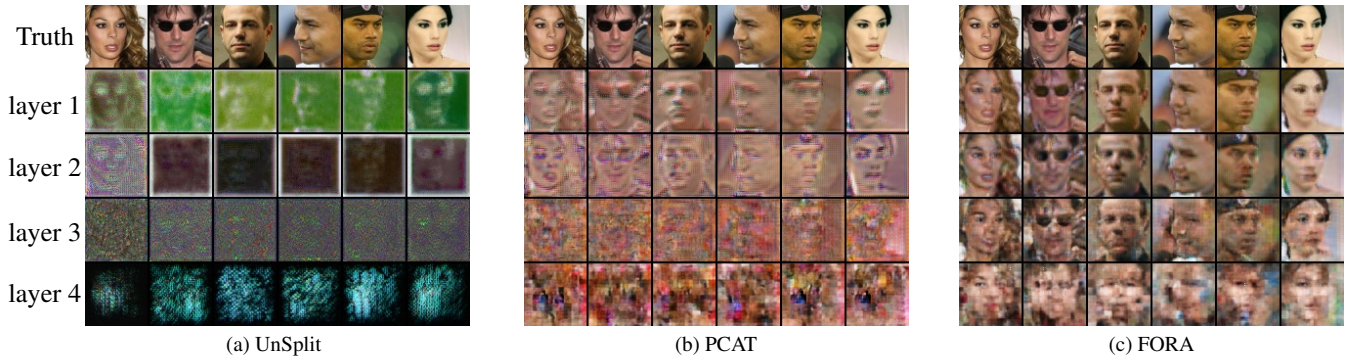 Truth
layer 1
layer 2
layer 3
layer 4
(a) UnSplit
(b) PCAT
(c) FORA